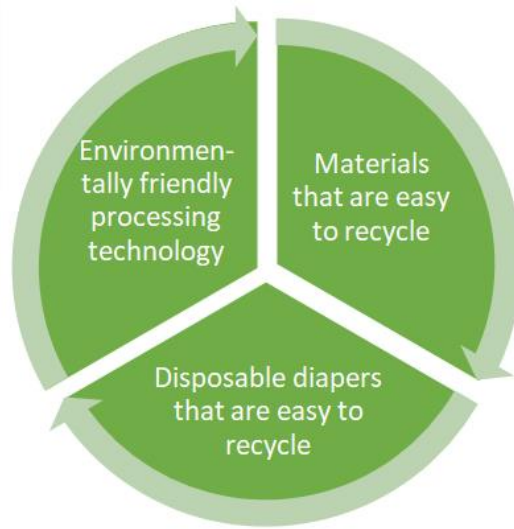 Materials
that are easy
to recycle
Disposable diapers
that are easy to
recycle
Environmen-
tally friendly
processing
technology